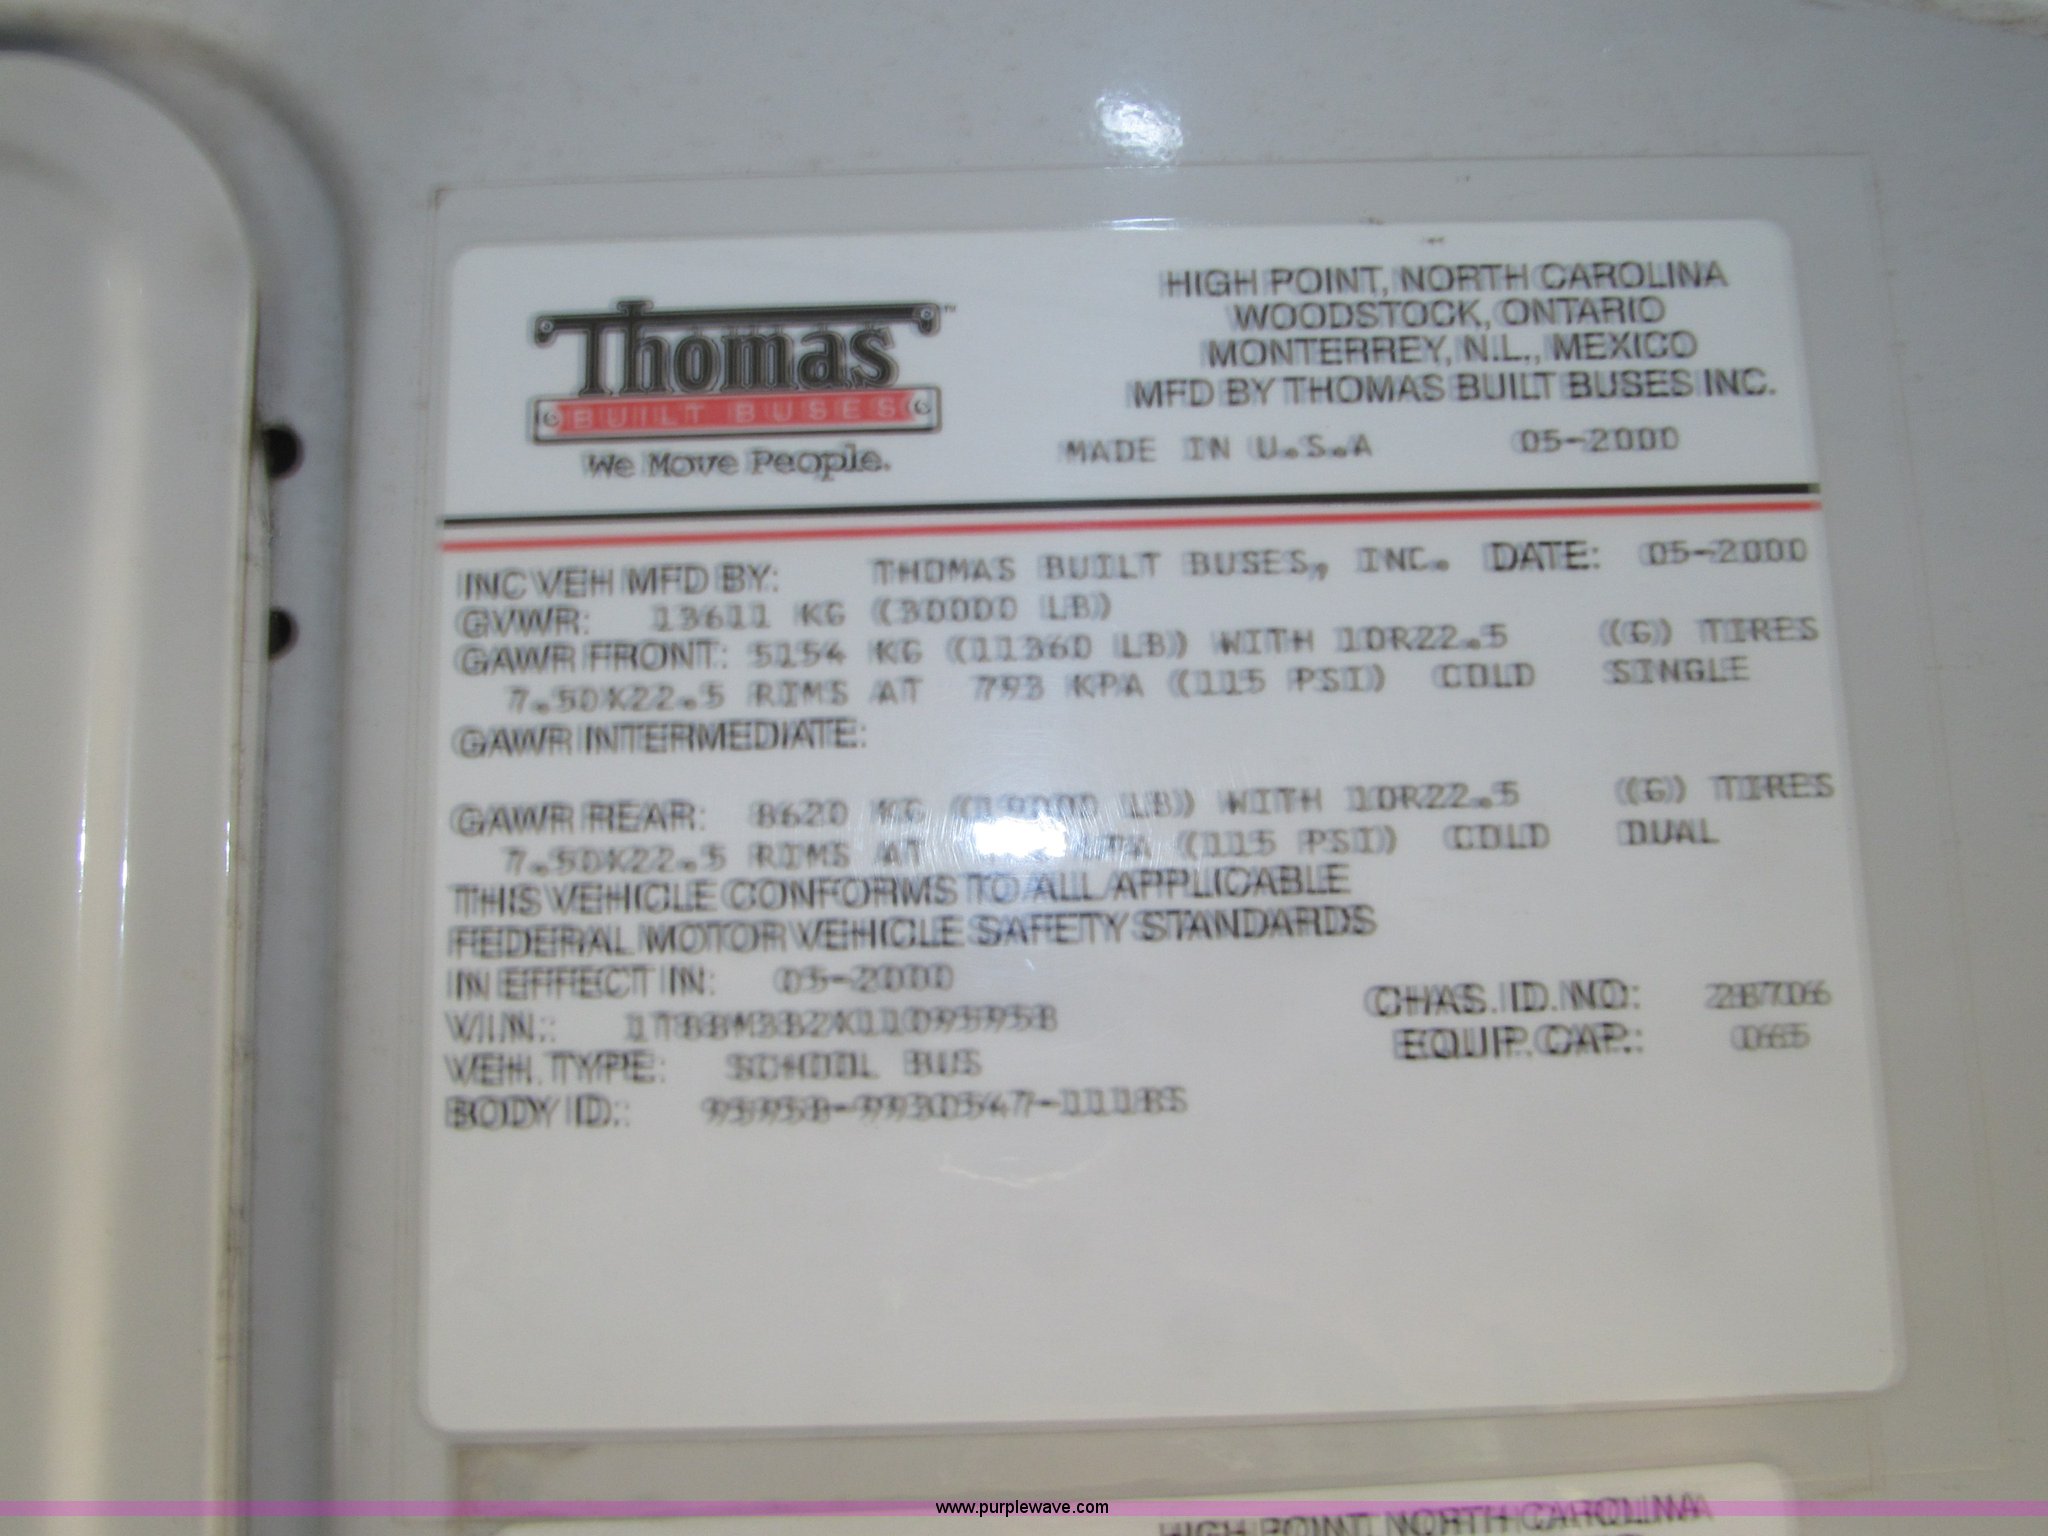 Thomas™
BUILT BUSES
We Move People.
HIGH POINT, NORTH CAROLINA
WOODSTOCK, ONTARIO
MONTERREY, N.L., MEXICO
MFD BY THOMAS BUILT BUSES INC.
MADE IN U.S.A 05-2000
INC VEH MFD BY: THOMAS BUILT BUSES, INC. DATE: 05-2000
GVWR: 13611 KG (30000 LB)
GAWR FRONT: 5154 KG (11360 LB) WITH 10R22.5 (G) TIRES
7.50X22.5 RIMS AT 793 KPA (115 PSI) COLD SINGLE
GAWR INTERMEDIATE:
GAWR REAR: 8620 KG (19000 LB) WITH 10R22.5 (G) TIRES
7.50X22.5 RIMS AT KPA (115 PSI) COLD DUAL
THIS VEHICLE CONFORMS TO ALL APPLICABLE
FEDERAL MOTOR VEHICLE SAFETY STANDARDS
IN EFFECT IN: 05-2000
V.I.N.:
CHAS. ID. NO:
EQUIP. CAP.:
VEH. TYPE: SCHOOL BUS
BODY ID.:
HIGH POINT, NORTH CAROLINA
www.purplewave.com